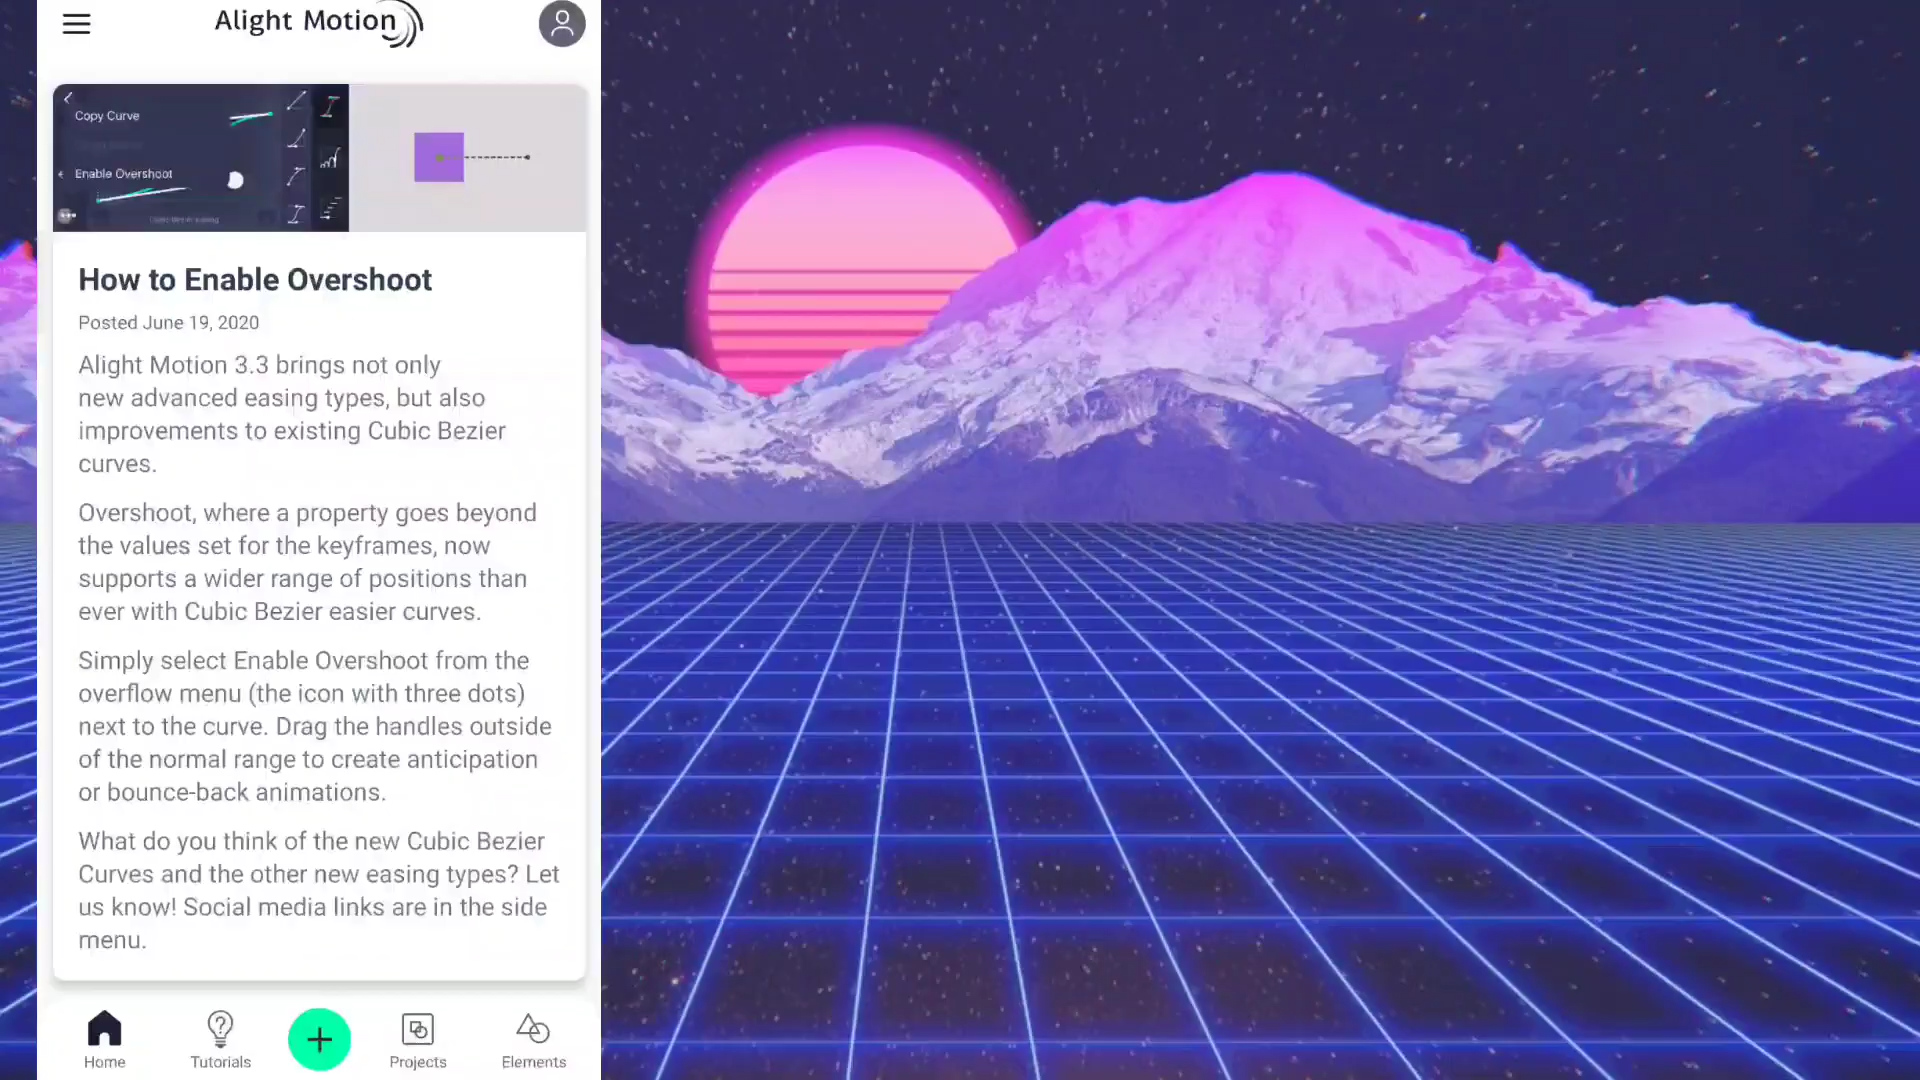 Alight Motion
Copy Curve
Enable Overshoot
How to Enable Overshoot
Posted June 19, 2020
Alight Motion 3.3 brings not only
new advanced easing types, but also
improvements to existing Cubic Bezier
curves.
Overshoot, where a property goes beyond
the values set for the keyframes, now
supports a wider range of positions than
ever with Cubic Bezier easier curves.
Simply select Enable Overshoot from the
overflow menu (the icon with three dots)
next to the curve. Drag the handles outside
of the normal range to create anticipation
or bounce-back animations.
What do you think of the new Cubic Bezier
Curves and the other new easing types? Let
us know! Social media links are in the side
menu.
Home
Tutorials
Projects
Elements